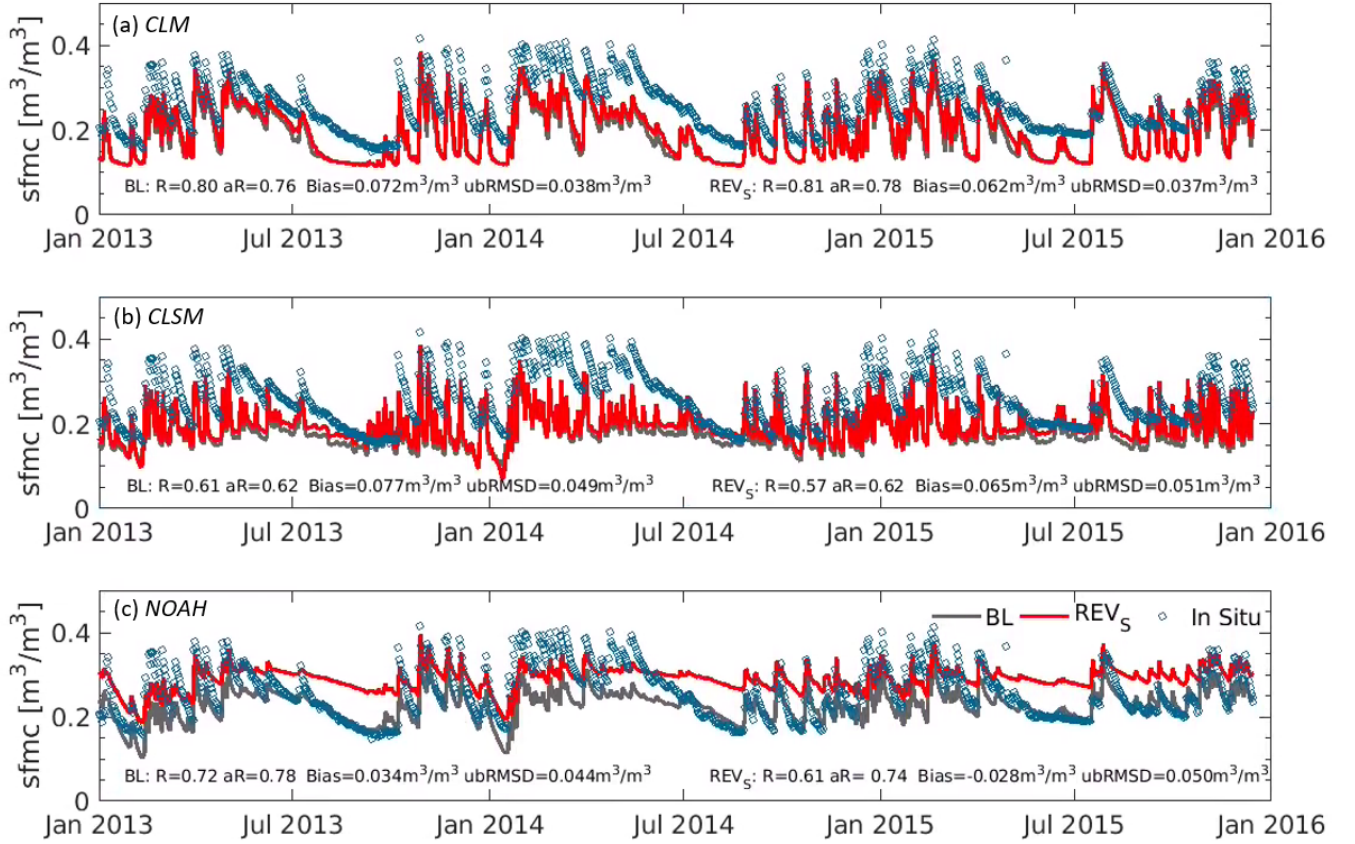 (a) CLM
0.4
0.2
0
sfmc [m³/m³]
BL: R=0.80 aR=0.76 Bias=0.072m³/m³ ubRMSD=0.038m³/m³ REV_S: R=0.81 aR=0.78 Bias=0.062m³/m³ ubRMSD=0.037m³/m³
Jan 2013 Jul 2013 Jan 2014 Jul 2014 Jan 2015 Jul 2015 Jan 2016
(b) CLSM
0.4
0.2
0
sfmc [m³/m³]
BL: R=0.61 aR=0.62 Bias=0.077m³/m³ ubRMSD=0.049m³/m³ REV_S: R=0.57 aR=0.62 Bias=0.065m³/m³ ubRMSD=0.051m³/m³
Jan 2013 Jul 2013 Jan 2014 Jul 2014 Jan 2015 Jul 2015 Jan 2016
(c) NOAH
BL REV_S In Situ
0.4
0.2
0
sfmc [m³/m³]
BL: R=0.72 aR=0.78 Bias=0.034m³/m³ ubRMSD=0.044m³/m³ REV_S: R=0.61 aR= 0.74 Bias=-0.028m³/m³ ubRMSD=0.050m³/m³
Jan 2013 Jul 2013 Jan 2014 Jul 2014 Jan 2015 Jul 2015 Jan 2016